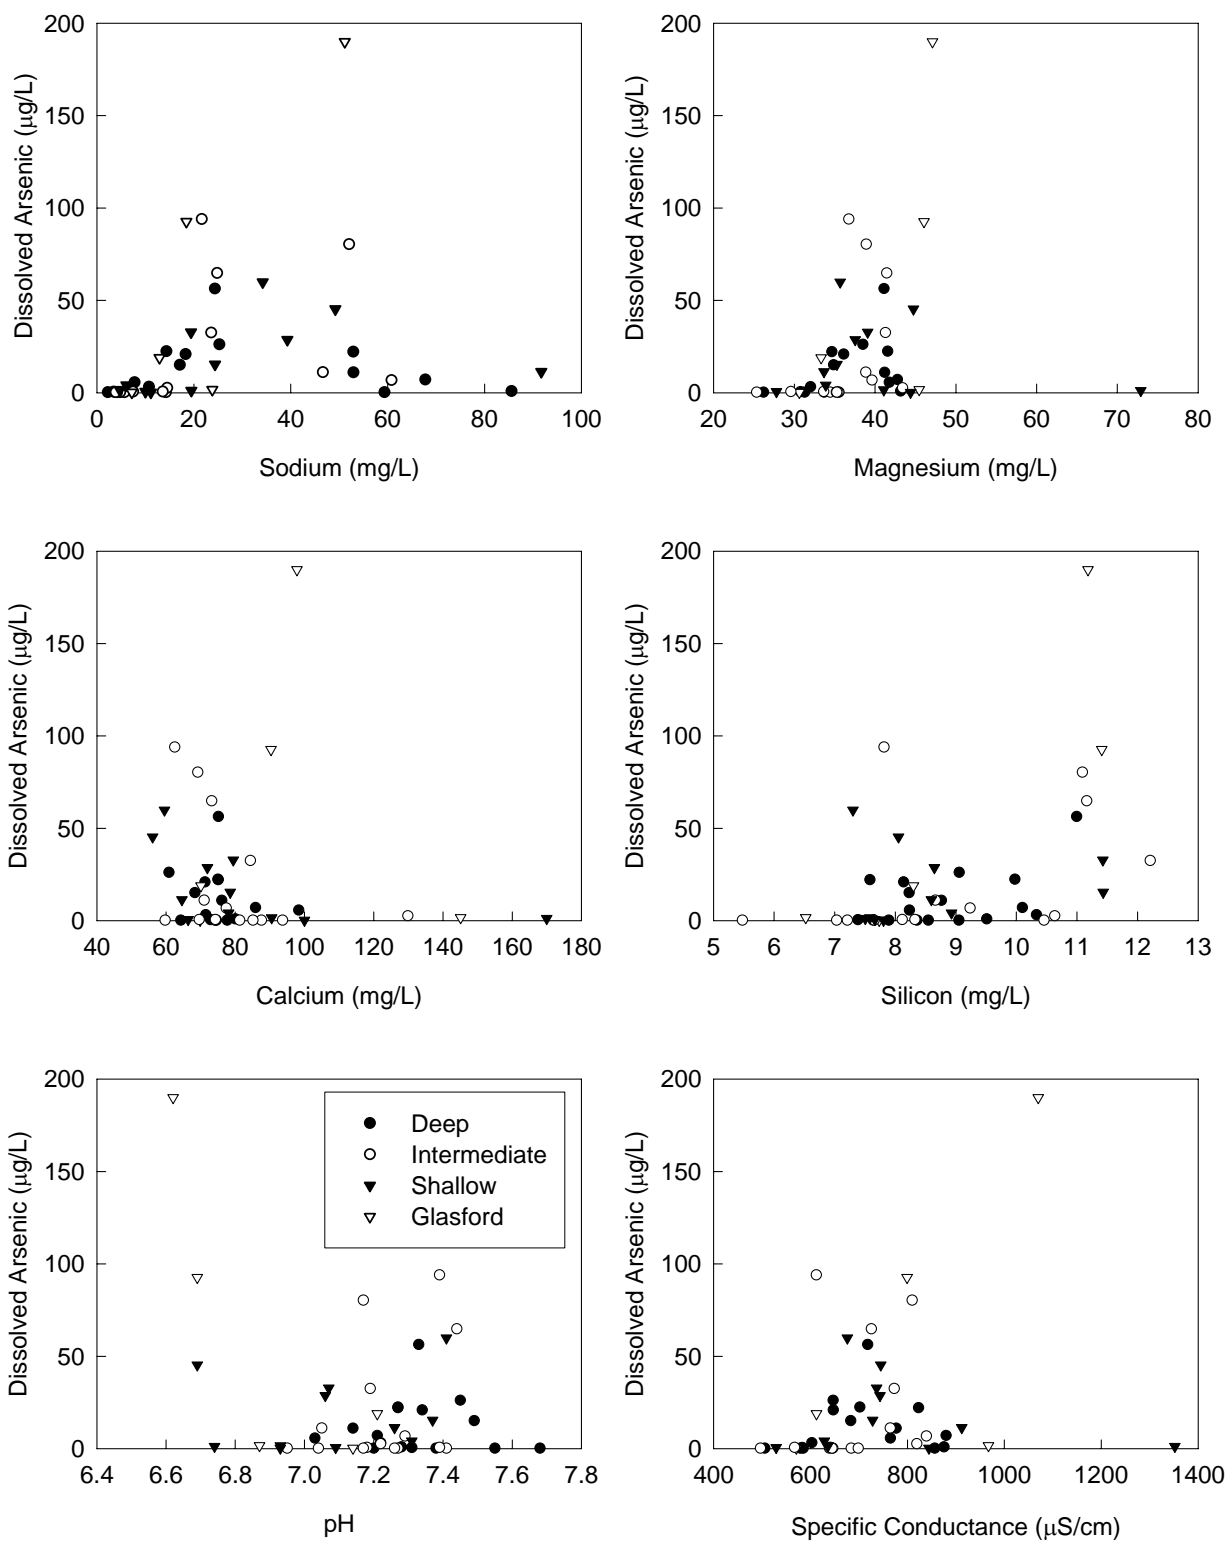 200
150
100
50
0
Dissolved Arsenic (μg/L)
0 20 40 60 80 100
Sodium (mg/L)
200
150
100
50
0
Dissolved Arsenic (μg/L)
20 30 40 50 60 70 80
Magnesium (mg/L)
200
150
100
50
0
Dissolved Arsenic (μg/L)
40 60 80 100 120 140 160 180
Calcium (mg/L)
200
150
100
50
0
Dissolved Arsenic (μg/L)
5 6 7 8 9 10 11 12 13
Silicon (mg/L)
200
150
100
50
0
Dissolved Arsenic (μg/L)
Deep
Intermediate
Shallow
Glasford
6.4 6.6 6.8 7.0 7.2 7.4 7.6 7.8
pH
200
150
100
50
0
Dissolved Arsenic (μg/L)
400 600 800 1000 1200 1400
Specific Conductance (μS/cm)